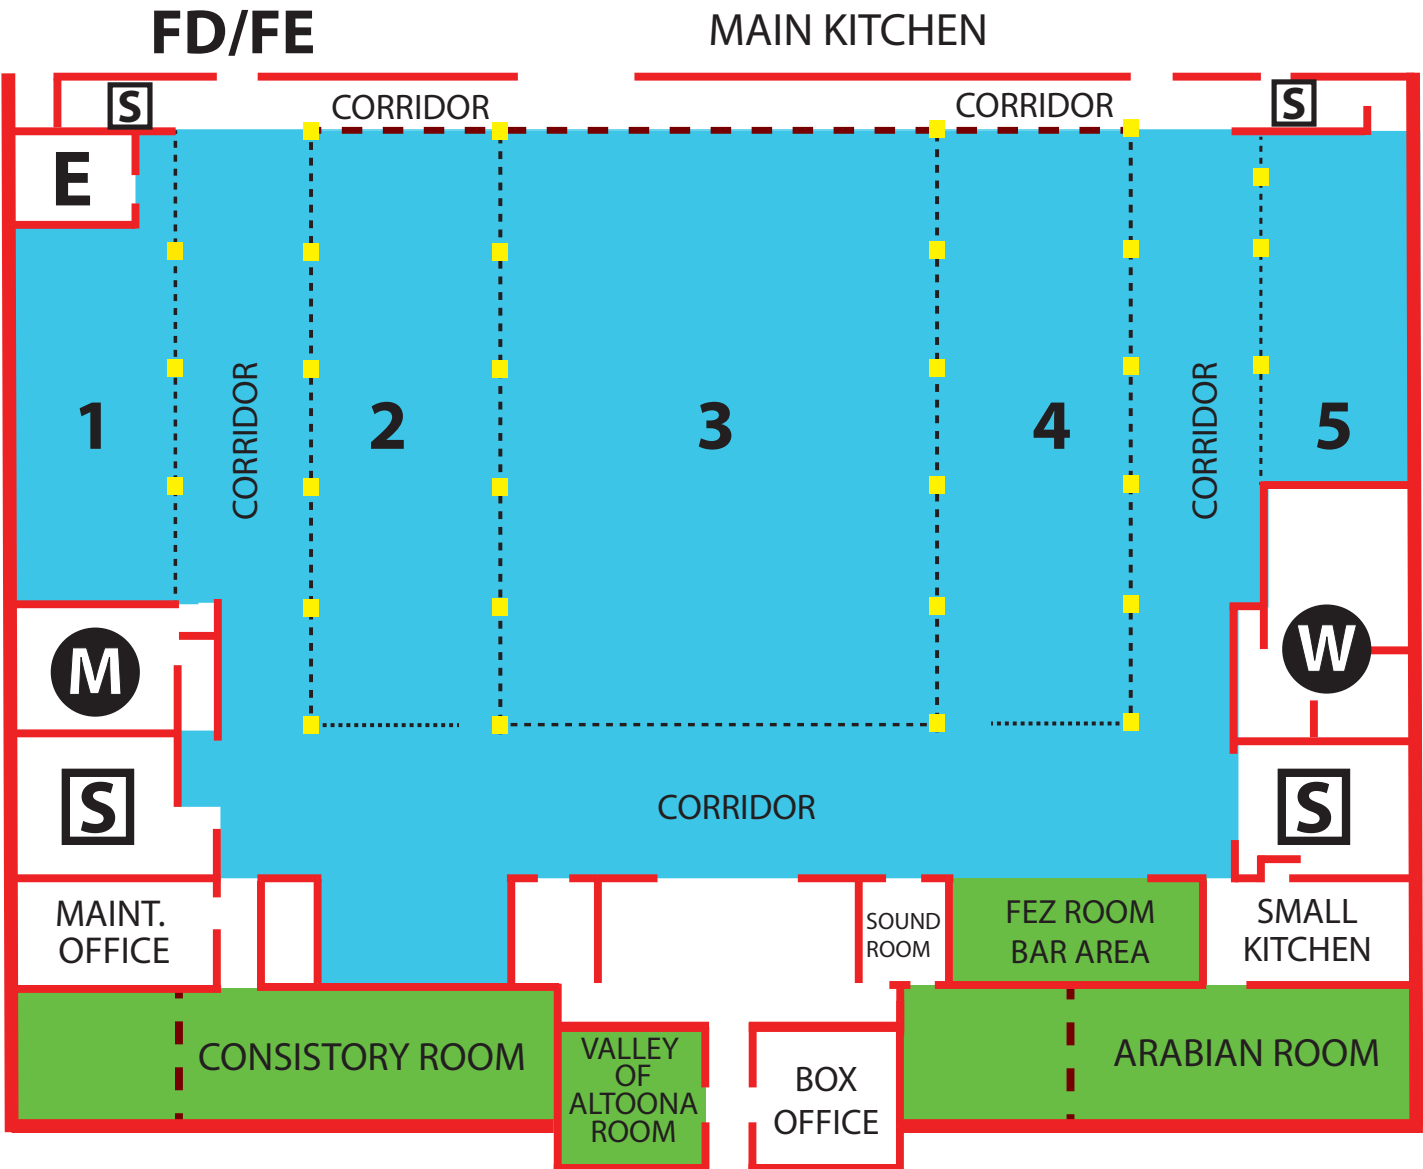 FD/FE
MAIN KITCHEN
S
CORRIDOR
CORRIDOR
S
E
1
CORRIDOR
2
3
4
CORRIDOR
5
M
W
S
CORRIDOR
S
MAINT.
OFFICE
SOUND
ROOM
FEZ ROOM
BAR AREA
SMALL
KITCHEN
CONSISTORY ROOM
VALLEY
OF
ALTOONA
ROOM
BOX
OFFICE
ARABIAN ROOM